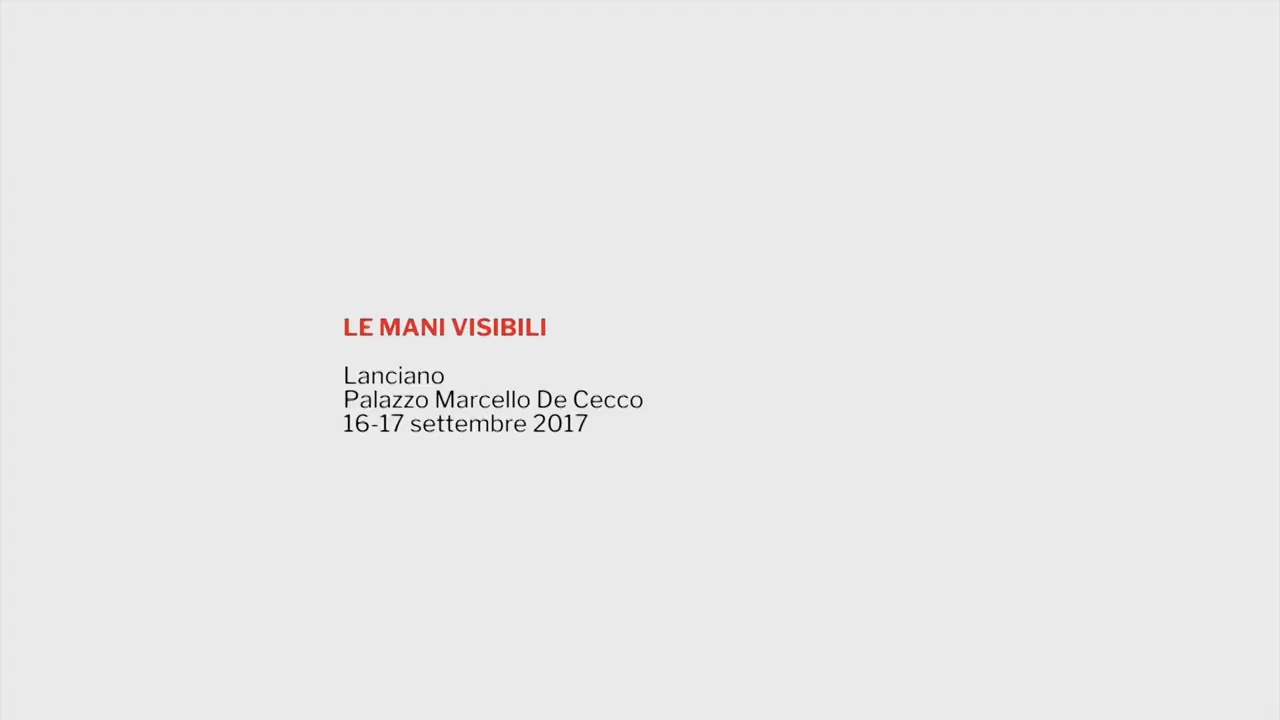 LE MANI VISIBILI
Lanciano
Palazzo Marcello De Cecco
16-17 settembre 2017